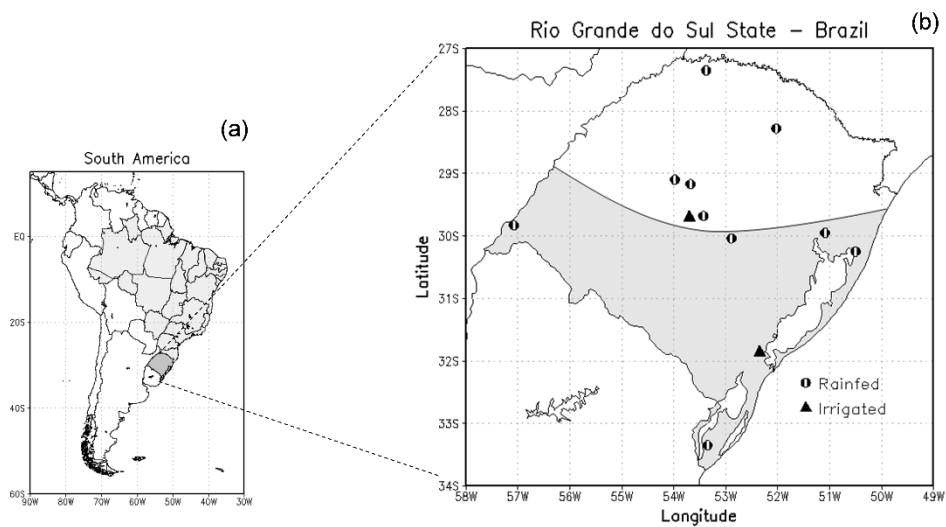 (a)
South America
EQ
20S
40S
60S
90W 80W 70W 60W 50W 40W 30W
(b)
Rio Grande do Sul State – Brazil
27S
28S
29S
30S
31S
32S
33S
34S
Latitude
Rainfed
Irrigated
58W 57W 56W 55W 54W 53W 52W 51W 50W 49W
Longitude